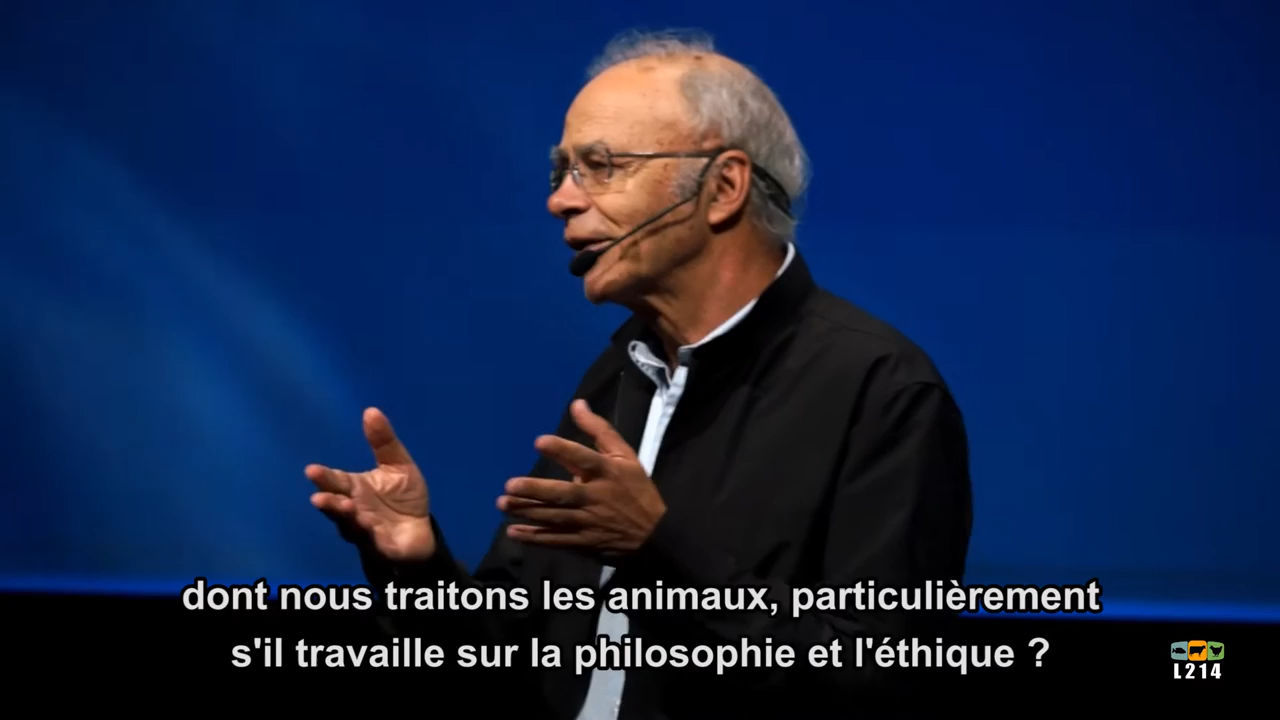 dont nous traitons les animaux, particulièrement
s'il travaille sur la philosophie et l'éthique ?
L214